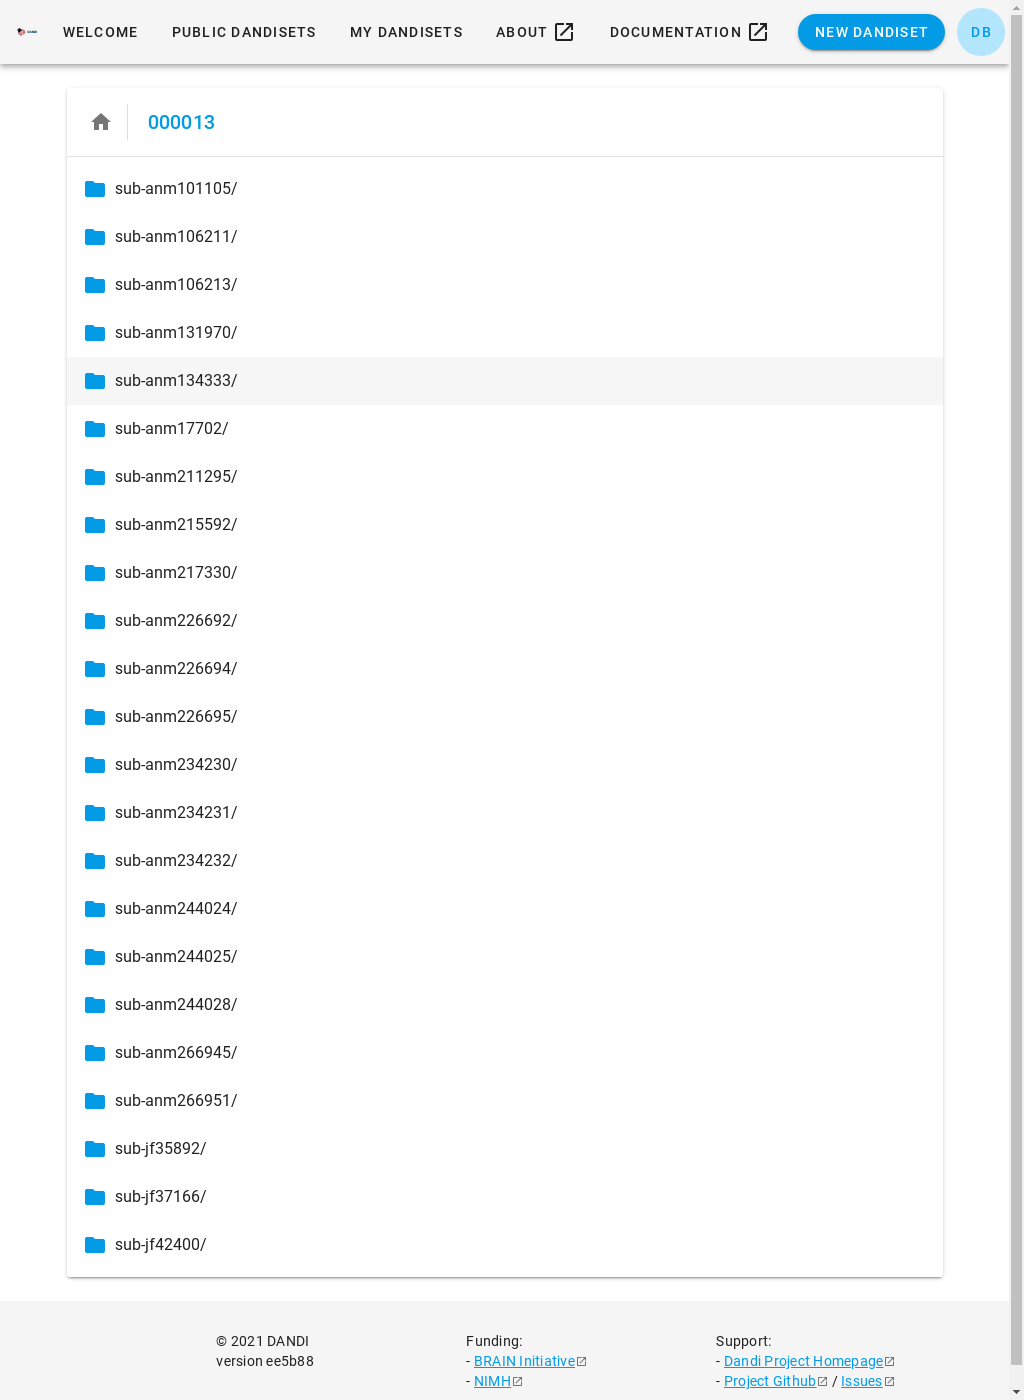 WELCOME PUBLIC DANDISETS MY DANDISETS ABOUT DOCUMENTATION NEW DANDISET DB
000013
sub-anm101105/
sub-anm106211/
sub-anm106213/
sub-anm131970/
sub-anm134333/
sub-anm17702/
sub-anm211295/
sub-anm215592/
sub-anm217330/
sub-anm226692/
sub-anm226694/
sub-anm226695/
sub-anm234230/
sub-anm234231/
sub-anm234232/
sub-anm244024/
sub-anm244025/
sub-anm244028/
sub-anm266945/
sub-anm266951/
sub-jf35892/
sub-jf37166/
sub-jf42400/
© 2021 DANDI
version ee5b88
Funding:
- BRAIN Initiative
- NIMH
Support:
- Dandi Project Homepage
- Project Github / Issues